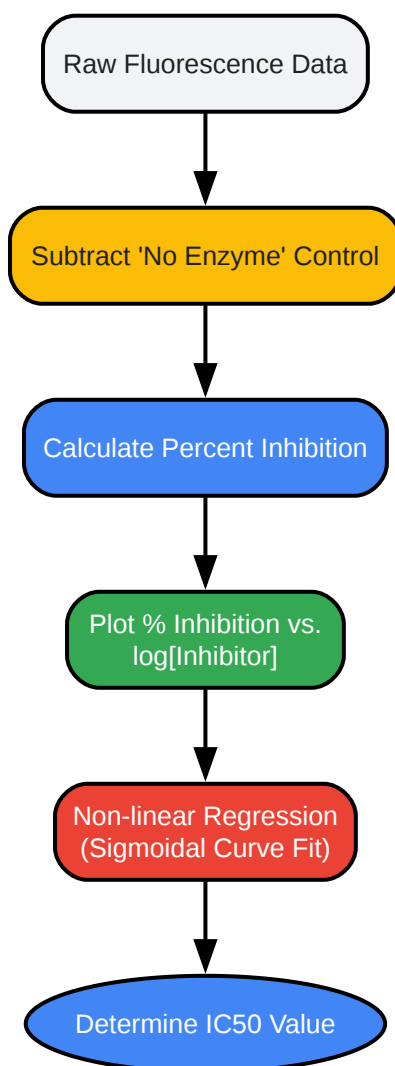 Raw Fluorescence Data
Subtract 'No Enzyme' Control
Calculate Percent Inhibition
Plot % Inhibition vs.
log[Inhibitor]
Non-linear Regression
(Sigmoidal Curve Fit)
Determine IC50 Value